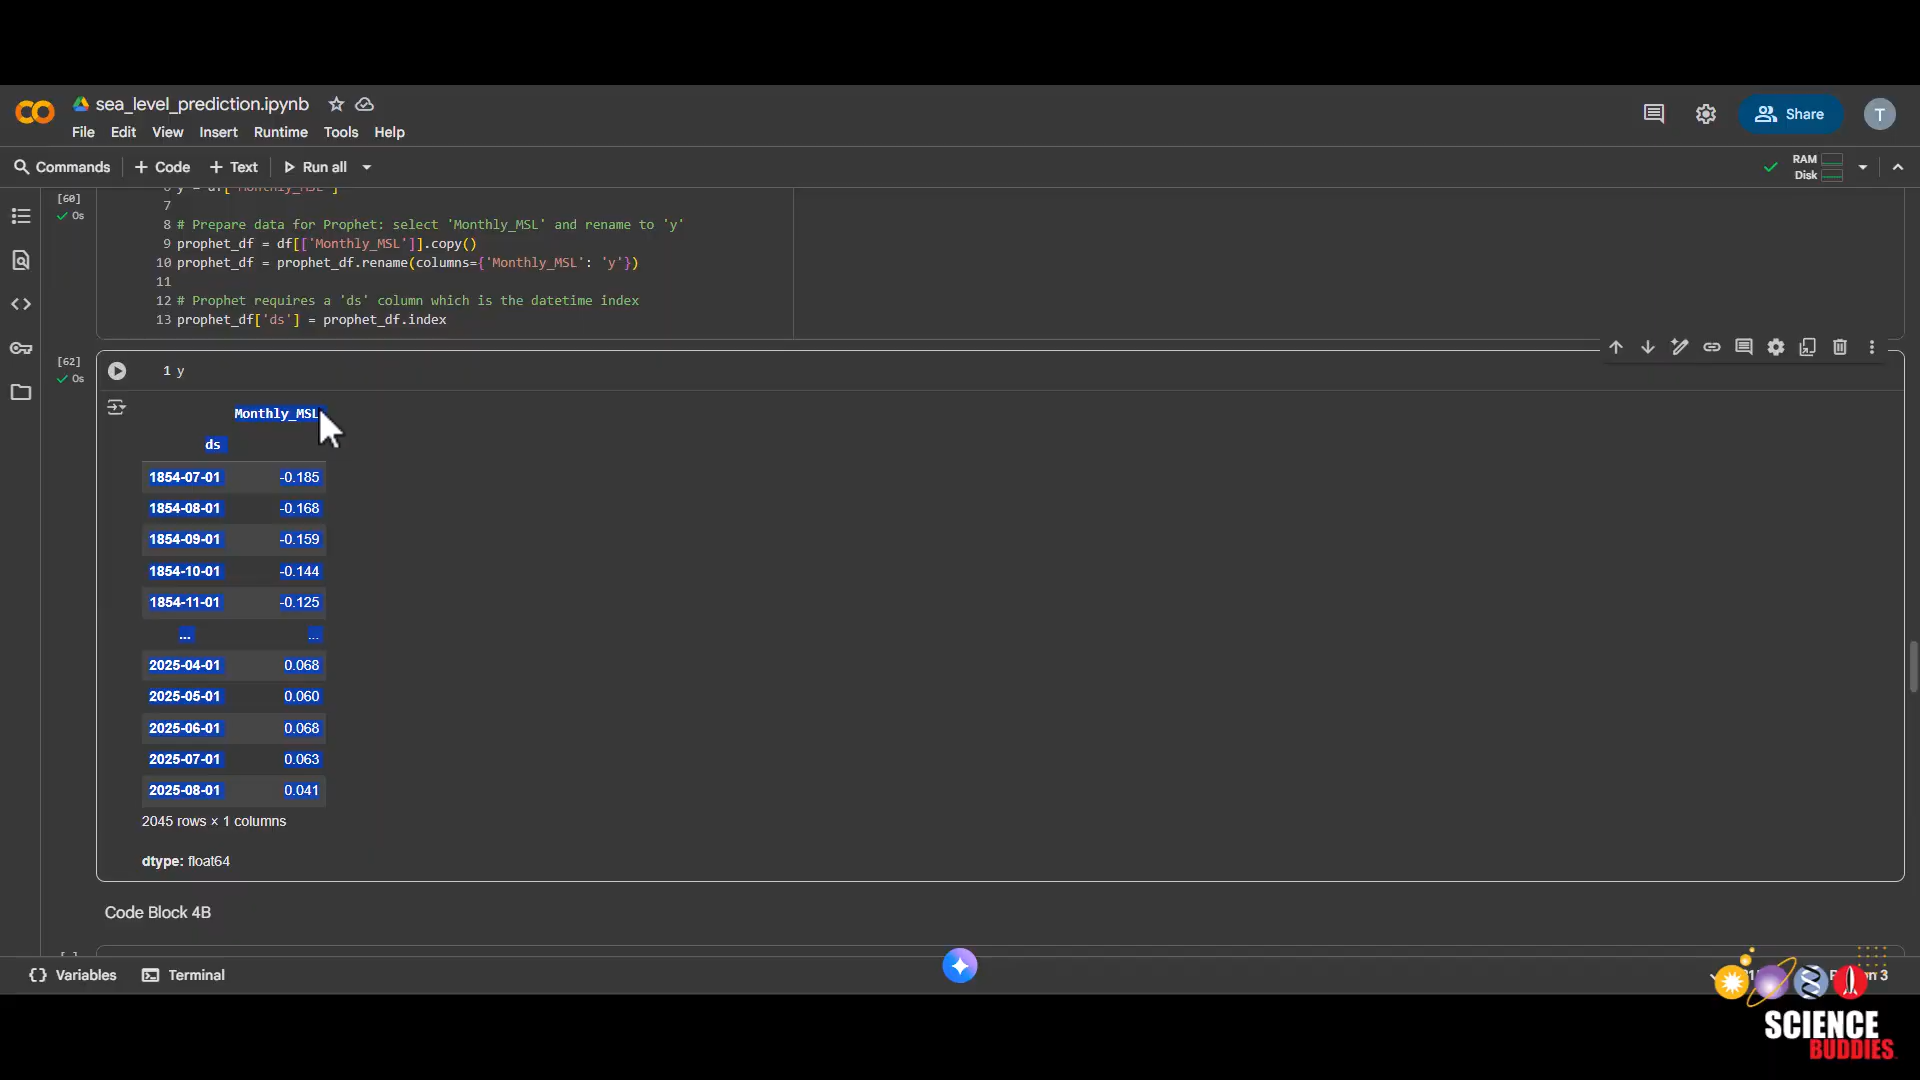 sea_level_prediction.ipynb
File Edit View Insert Runtime Tools Help
Share
T
Commands + Code + Text Run all
RAM
Disk
[60]
0s
6 y = df['Monthly_MSL']
7
8 # Prepare data for Prophet: select 'Monthly_MSL' and rename to 'y'
9 prophet_df = df[['Monthly_MSL']].copy()
10 prophet_df = prophet_df.rename(columns={'Monthly_MSL': 'y'})
11
12 # Prophet requires a 'ds' column which is the datetime index
13 prophet_df['ds'] = prophet_df.index
[62]
0s
1 y
Monthly_MSL
ds
1854-07-01 -0.185
1854-08-01 -0.168
1854-09-01 -0.159
1854-10-01 -0.144
1854-11-01 -0.125
... ...
2025-04-01 0.068
2025-05-01 0.060
2025-06-01 0.068
2025-07-01 0.063
2025-08-01 0.041
2045 rows × 1 columns
dtype: float64
Code Block 4B
[ ]
{} Variables Terminal
3
SCIENCE
BUDDIES